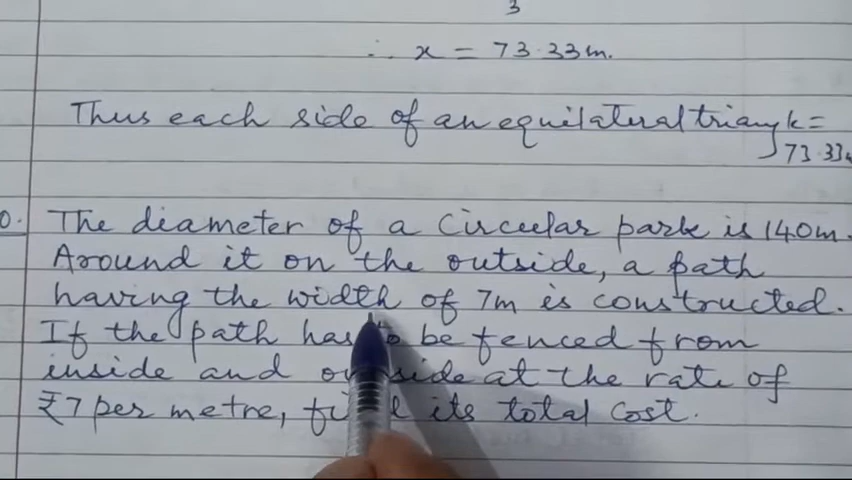 3
∴ x = 73.33m.
Thus each side of an equilateral triangle =
73.33
0. The diameter of a circular park is 140m.
Around it on the outside, a path
having the width of 7m is constructed.
If the path has to be fenced from
inside and outside at the rate of
₹7 per metre, find its total cost.